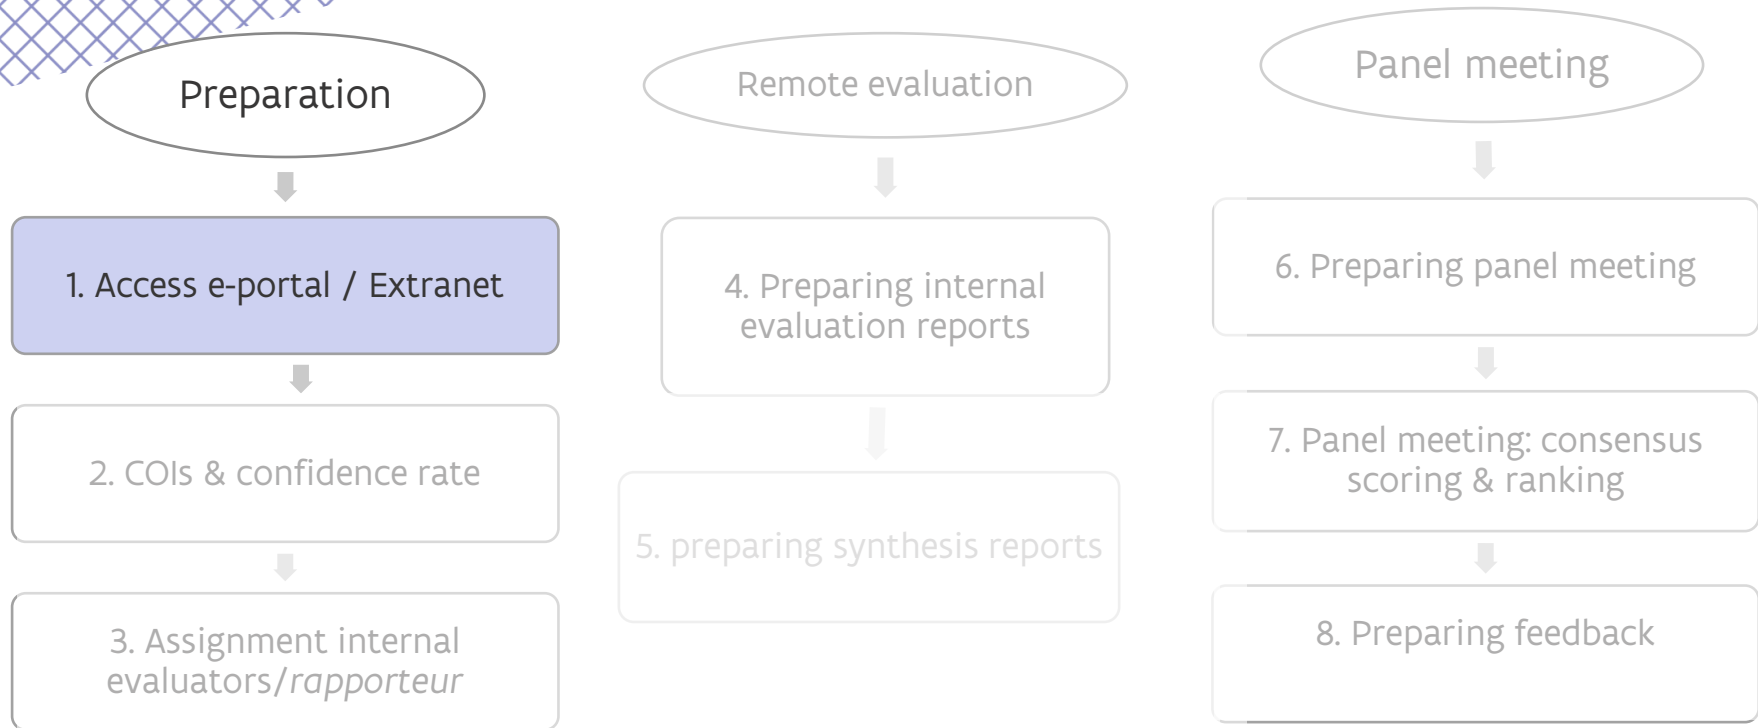 Preparation
1. Access e-portal / Extranet
2. COIs & confidence rate
3. Assignment internal
evaluators/rapporteur
Remote evaluation
4. Preparing internal
evaluation reports
5. preparing synthesis reports
Panel meeting
6. Preparing panel meeting
7. Panel meeting: consensus
scoring & ranking
8. Preparing feedback